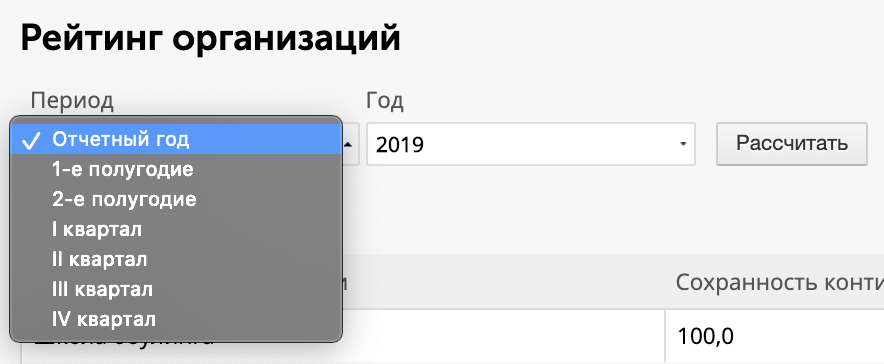 Рейтинг организаций
Период
Год
✓ Отчетный год
1-е полугодие
2-е полугодие
I квартал
II квартал
III квартал
IV квартал
2019
Рассчитать
Сохранность конти
100,0